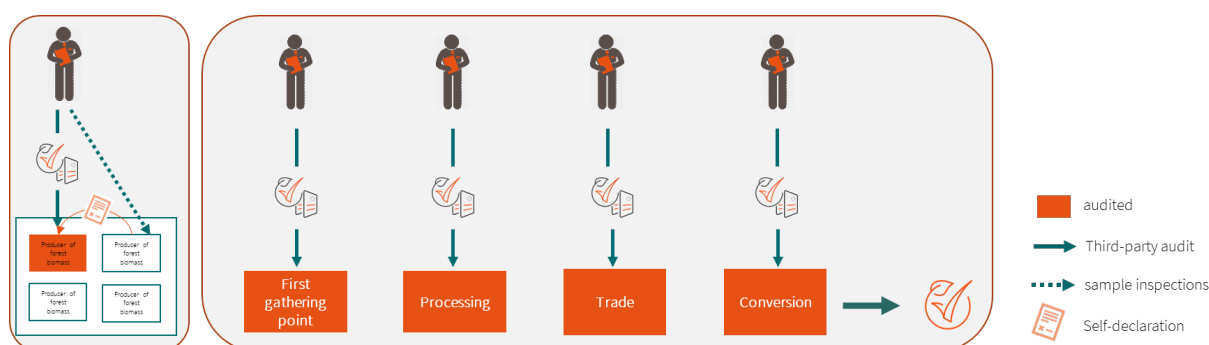 Producer of
forest
biomass
Producer of
forest
biomass
Producer of
forest
biomass
Producer of
forest
biomass
First
gathering
point
Processing
Trade
Conversion
audited
Third-party audit
sample inspections
Self-declaration